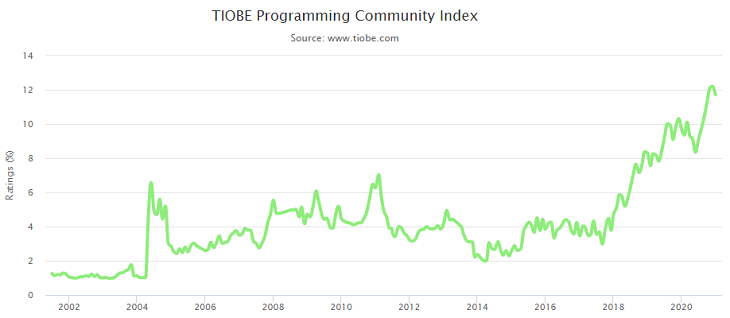 TIOBE Programming Community Index
Source: www.tiobe.com
14
12
10
8
6
4
2
0
Ratings (%)
2002 2004 2006 2008 2010 2012 2014 2016 2018 2020